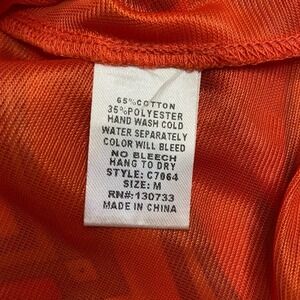 65%COTTON
35%POLYESTER
HAND WASH COLD
WATER SEPARATELY
COLOR WILL BLEED
NO BLEECH
HANG TO DRY
STYLE: C7064
SIZE: M
RN#:130733
MADE IN CHINA